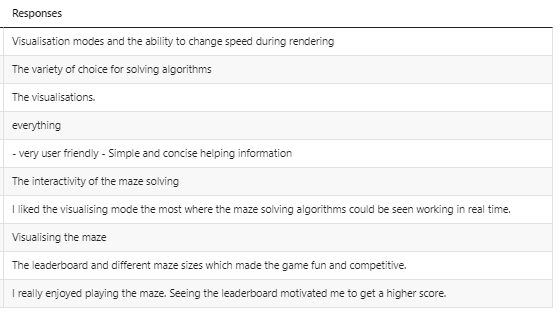 Responses
Visualisation modes and the ability to change speed during rendering
The variety of choice for solving algorithms
The visualisations.
everything
- very user friendly - Simple and concise helping information
The interactivity of the maze solving
I liked the visualising mode the most where the maze solving algorithms could be seen working in real time.
Visualising the maze
The leaderboard and different maze sizes which made the game fun and competitive.
I really enjoyed playing the maze. Seeing the leaderboard motivated me to get a higher score.